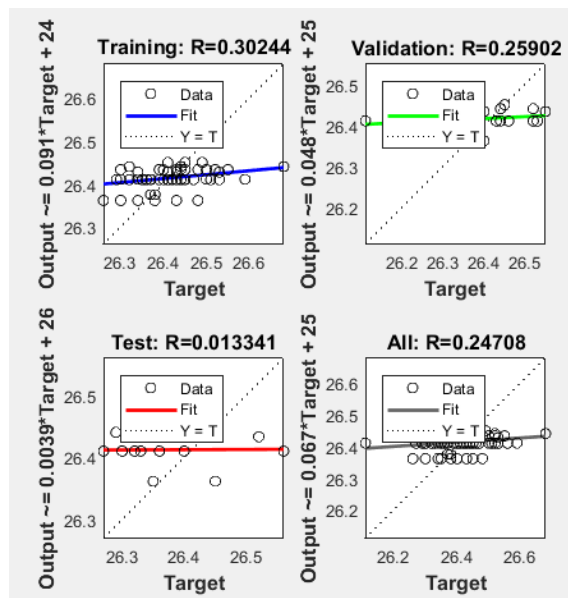 Training: R=0.30244
Output ~= 0.091*Target + 24
Data
Fit
Y = T
26.6
26.5
26.4
26.3
26.3 26.4 26.5 26.6
Target
Validation: R=0.25902
Output ~= 0.048*Target + 25
Data
Fit
Y = T
26.5
26.4
26.3
26.2
26.2 26.3 26.4 26.5
Target
Test: R=0.013341
Output ~= 0.0039*Target + 26
Data
Fit
Y = T
26.5
26.4
26.3
26.3 26.4 26.5
Target
All: R=0.24708
Output ~= 0.067*Target + 25
Data
Fit
Y = T
26.6
26.5
26.4
26.3
26.2
26.2 26.4 26.6
Target